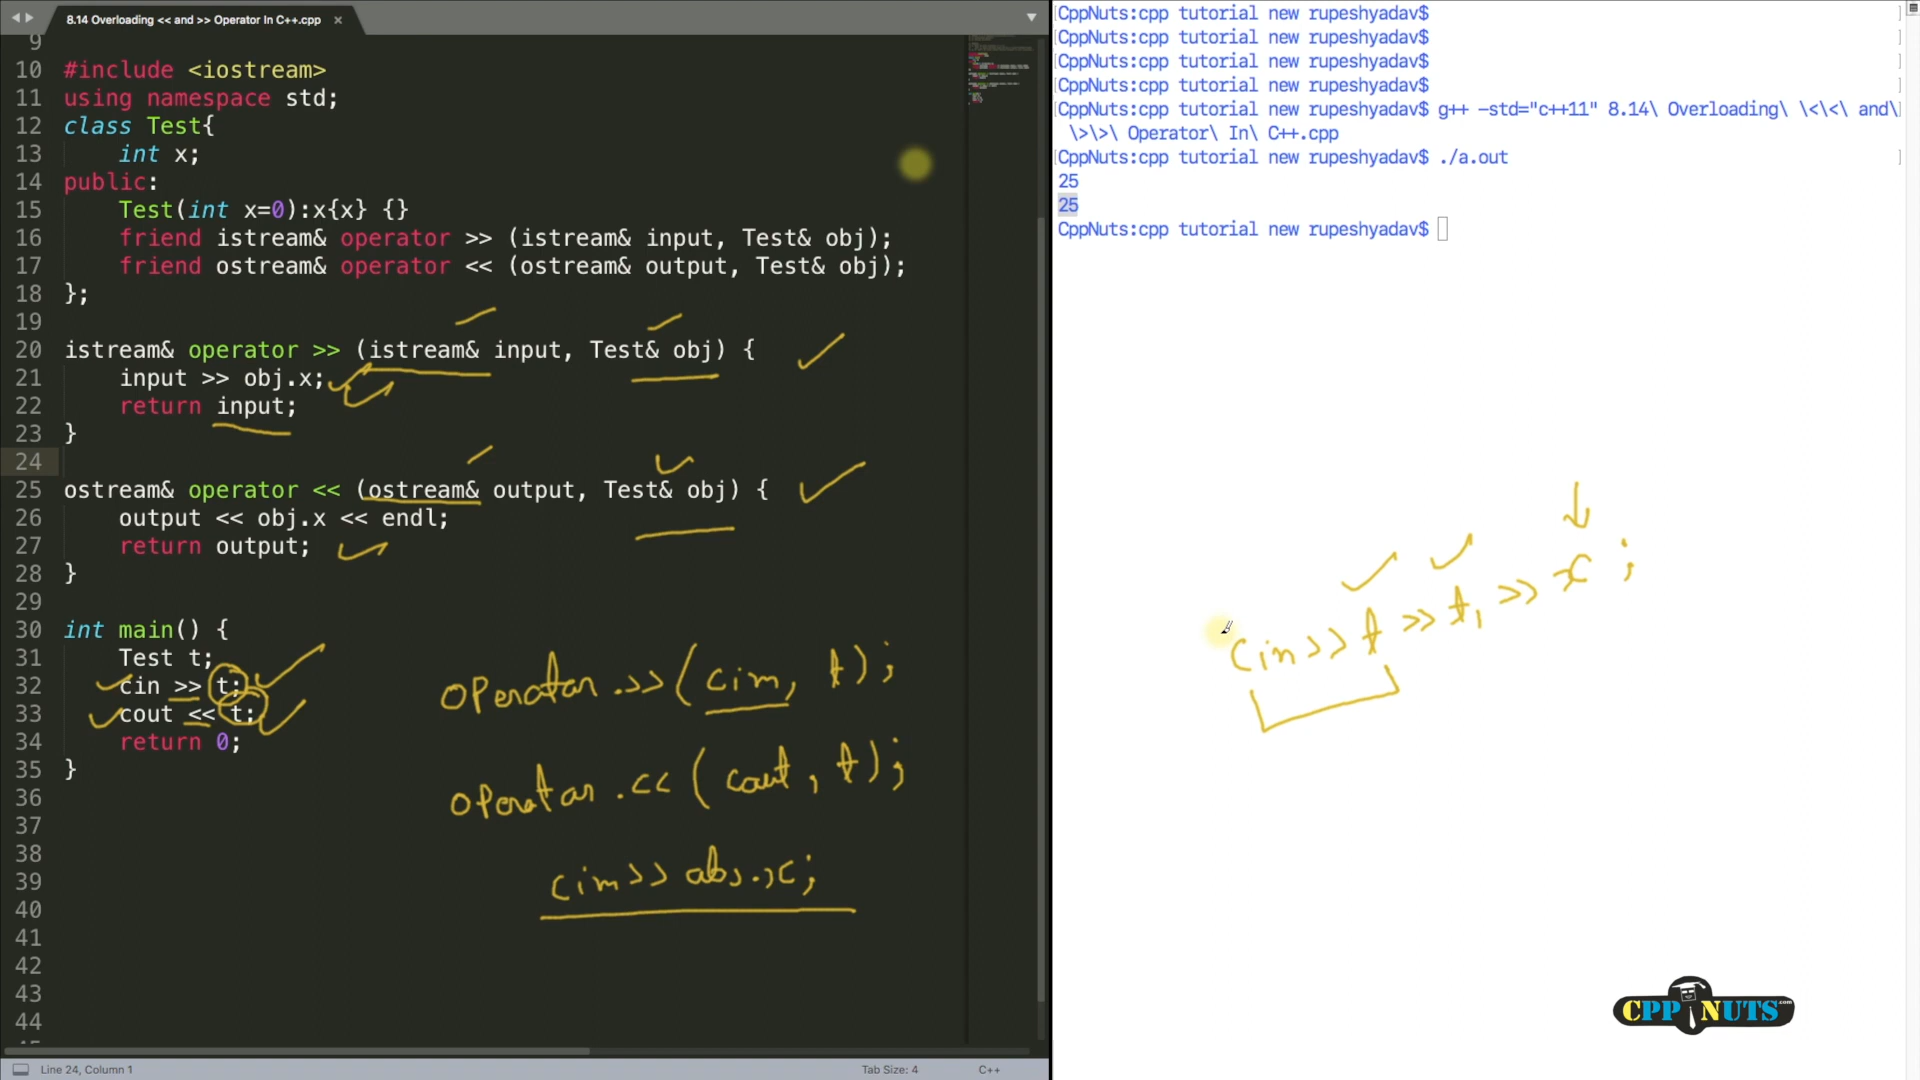 8.14 Overloading << and >> Operator In C++.cpp ×
9
10 #include <iostream>
11 using namespace std;
12 class Test{
13 int x;
14 public:
15 Test(int x=0):x{x} {}
16 friend istream& operator >> (istream& input, Test& obj);
17 friend ostream& operator << (ostream& output, Test& obj);
18 };
19
20 istream& operator >> (istream& input, Test& obj) {
21 input >> obj.x;
22 return input;
23 }
24
25 ostream& operator << (ostream& output, Test& obj) {
26 output << obj.x << endl;
27 return output;
28 }
29
30 int main() {
31 Test t;
32 cin >> t;
33 cout << t;
34 return 0;
35 }
36
37
38
39
40
41
42
43
44
45
operator.>>(cin, t);
operator.<<(cout, t);
cin>> obj.x;
Line 24, Column 1
Tab Size: 4
C++
CppNuts:cpp tutorial new rupeshyadav$
CppNuts:cpp tutorial new rupeshyadav$
CppNuts:cpp tutorial new rupeshyadav$
CppNuts:cpp tutorial new rupeshyadav$
CppNuts:cpp tutorial new rupeshyadav$ g++ -std="c++11" 8.14\ Overloading\ \<\<\ and\
\>\>\ Operator\ In\ C++.cpp
CppNuts:cpp tutorial new rupeshyadav$ ./a.out
25
25
CppNuts:cpp tutorial new rupeshyadav$
cin>> t >> t1 >> x ;
CPP NUTS.com